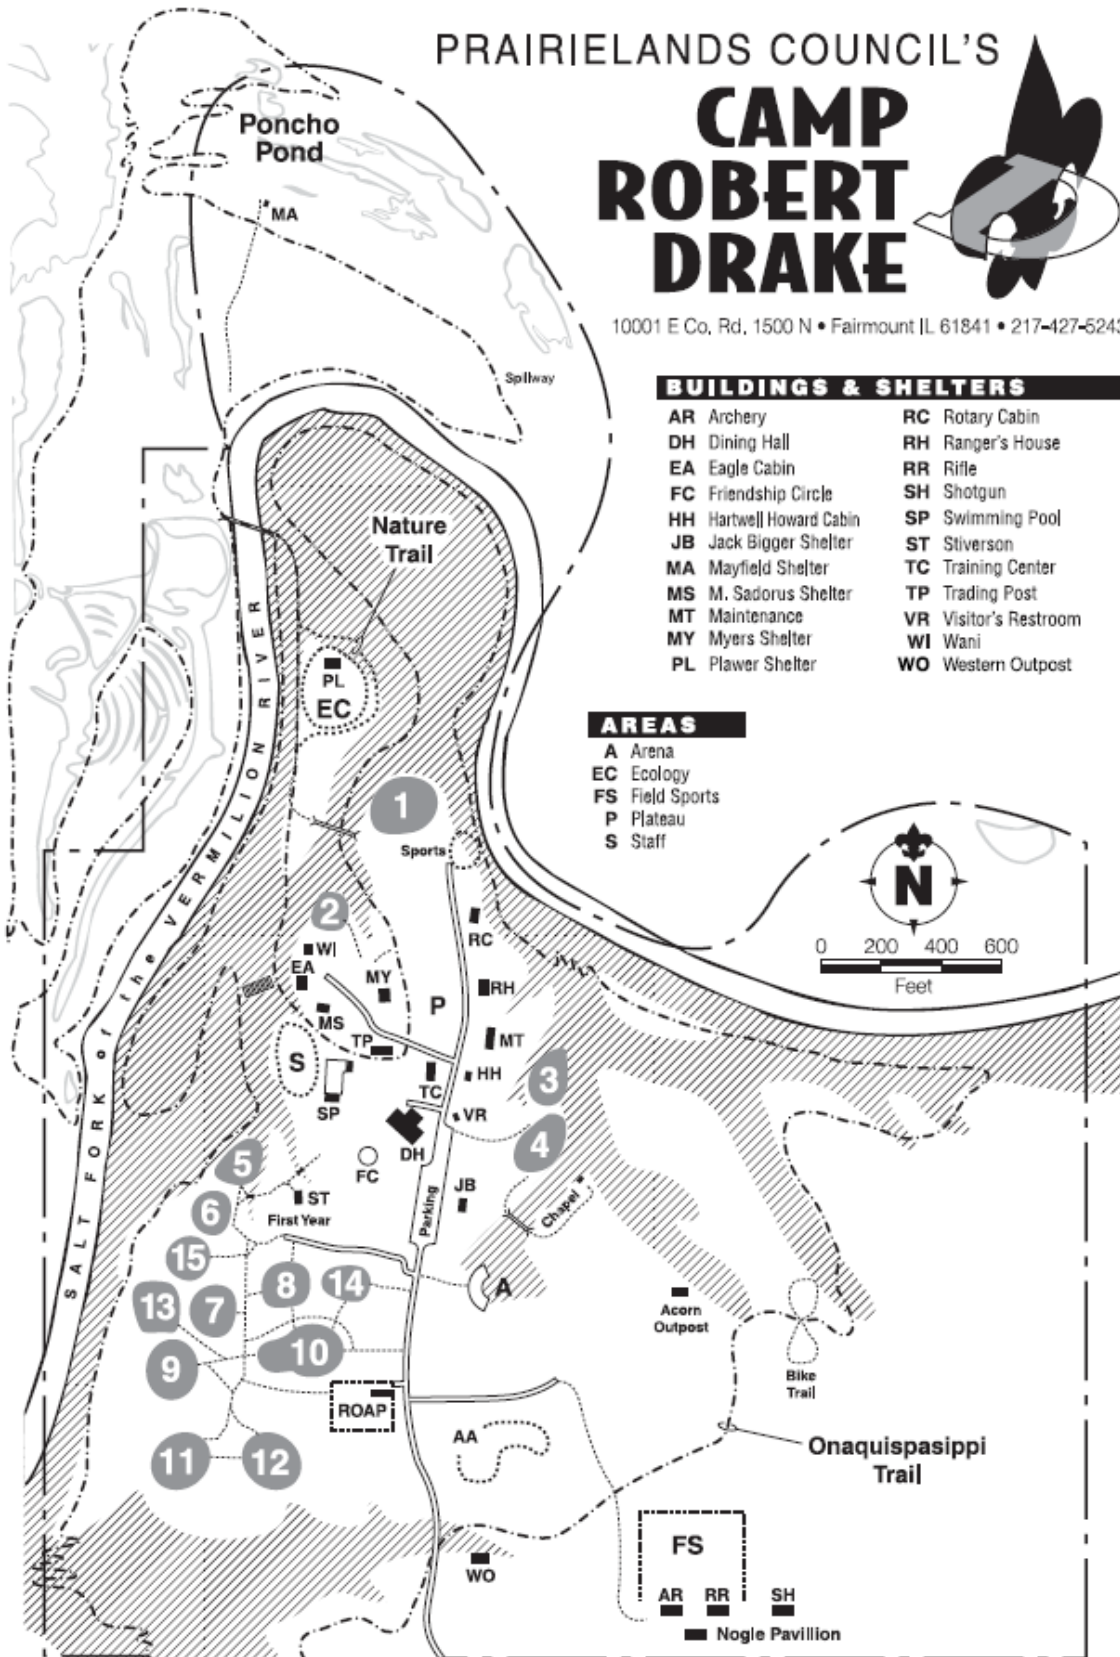 PRAIRIELANDS COUNCIL'S
CAMP
ROBERT
DRAKE
10001 E Co. Rd. 1500 N • Fairmount IL 61841 • 217-427-5243
BUILDINGS & SHELTERS
AR Archery
DH Dining Hall
EA Eagle Cabin
FC Friendship Circle
HH Hartwell Howard Cabin
JB Jack Bigger Shelter
MA Mayfield Shelter
MS M. Sadorus Shelter
MT Maintenance
MY Myers Shelter
PL Plawer Shelter
RC Rotary Cabin
RH Ranger's House
RR Rifle
SH Shotgun
SP Swimming Pool
ST Stiverson
TC Training Center
TP Trading Post
VR Visitor's Restroom
WI Wani
WO Western Outpost
AREAS
A Arena
EC Ecology
FS Field Sports
P Plateau
S Staff
N
0 200 400 600
Feet
Poncho
Pond
MA
Spillway
Nature
Trail
PL
EC
SALT FORK of the VERMILION RIVER
1
Sports
2
RC
WI
EA
MY
RH
P
MS
MT
TP
S
HH
3
TC
SP
VR
4
DH
5
FC
JB
ST
Parking
Chapel
6
First Year
15
8
14
A
13
7
Acorn
Outpost
10
9
Bike
Trail
ROAP
AA
Onaquispasippi
Trail
11
12
FS
WO
AR
RR
SH
Nogle Pavillion